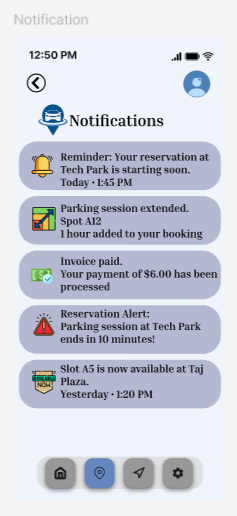 Notification
12:50 PM
Notifications
Reminder: Your reservation at
Tech Park is starting soon.
Today • 1:45 PM
Parking session extended.
Spot A12
1 hour added to your booking
Invoice paid.
Your payment of $6.00 has been
processed
Reservation Alert:
Parking session at Tech Park
ends in 10 minutes!
AVAILABLE
NOW
Slot A5 is now available at Taj
Plaza.
Yesterday • 1:20 PM